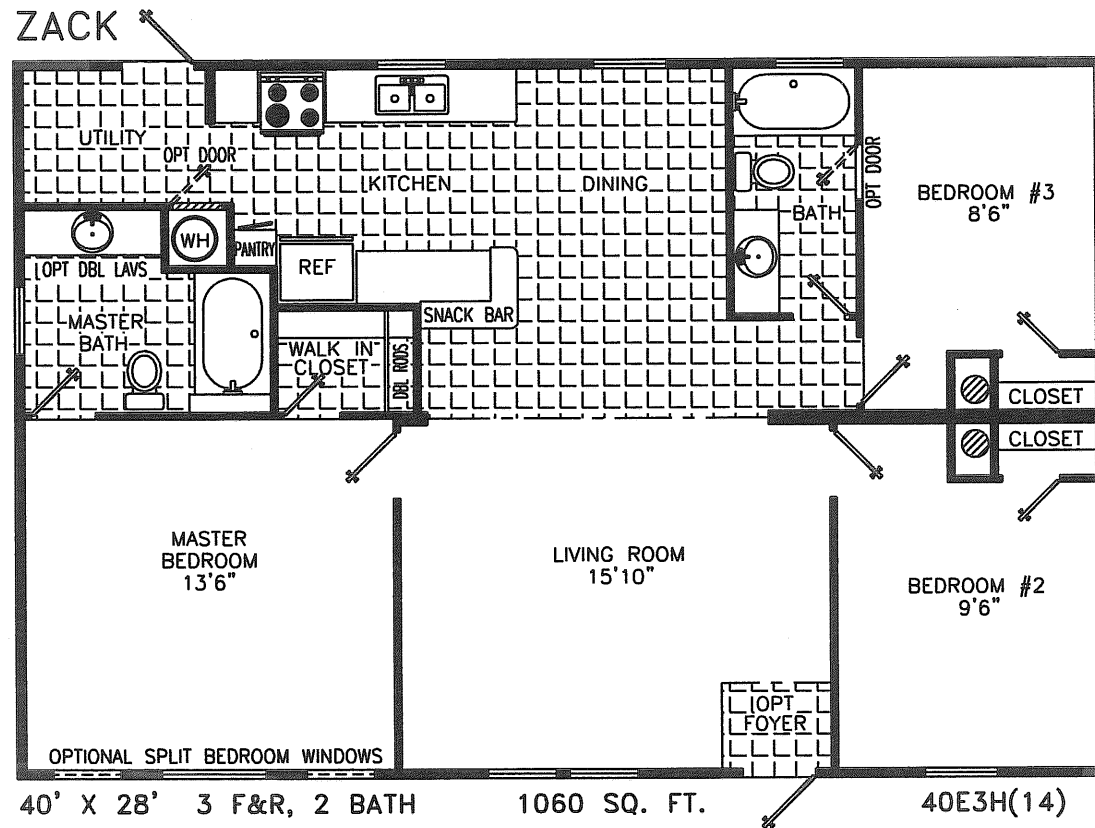 ZACK
UTILITY
OPT DOOR
KITCHEN
DINING
OPT DOOR
BEDROOM #3
8'6"
BATH
WH
PANTRY
REF
OPT DBL LAVS
SNACK BAR
MASTER
BATH
WALK IN
CLOSET
DBL RODS
CLOSET
CLOSET
MASTER
BEDROOM
13'6"
LIVING ROOM
15'10"
BEDROOM #2
9'6"
OPT
FOYER
OPTIONAL SPLIT BEDROOM WINDOWS
40' X 28' 3 F&R, 2 BATH 1060 SQ. FT. 40E3H(14)